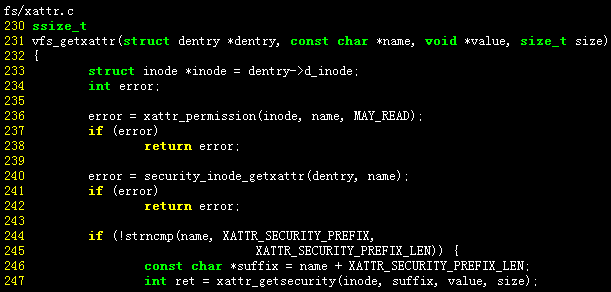 fs/xattr.c
230 ssize_t
231 vfs_getxattr(struct dentry *dentry, const char *name, void *value, size_t size)
232 {
233         struct inode *inode = dentry->d_inode;
234         int error;
235
236         error = xattr_permission(inode, name, MAY_READ);
237         if (error)
238                 return error;
239
240         error = security_inode_getxattr(dentry, name);
241         if (error)
242                 return error;
243
244         if (!strncmp(name, XATTR_SECURITY_PREFIX,
245                                 XATTR_SECURITY_PREFIX_LEN)) {
246                 const char *suffix = name + XATTR_SECURITY_PREFIX_LEN;
247                 int ret = xattr_getsecurity(inode, suffix, value, size);